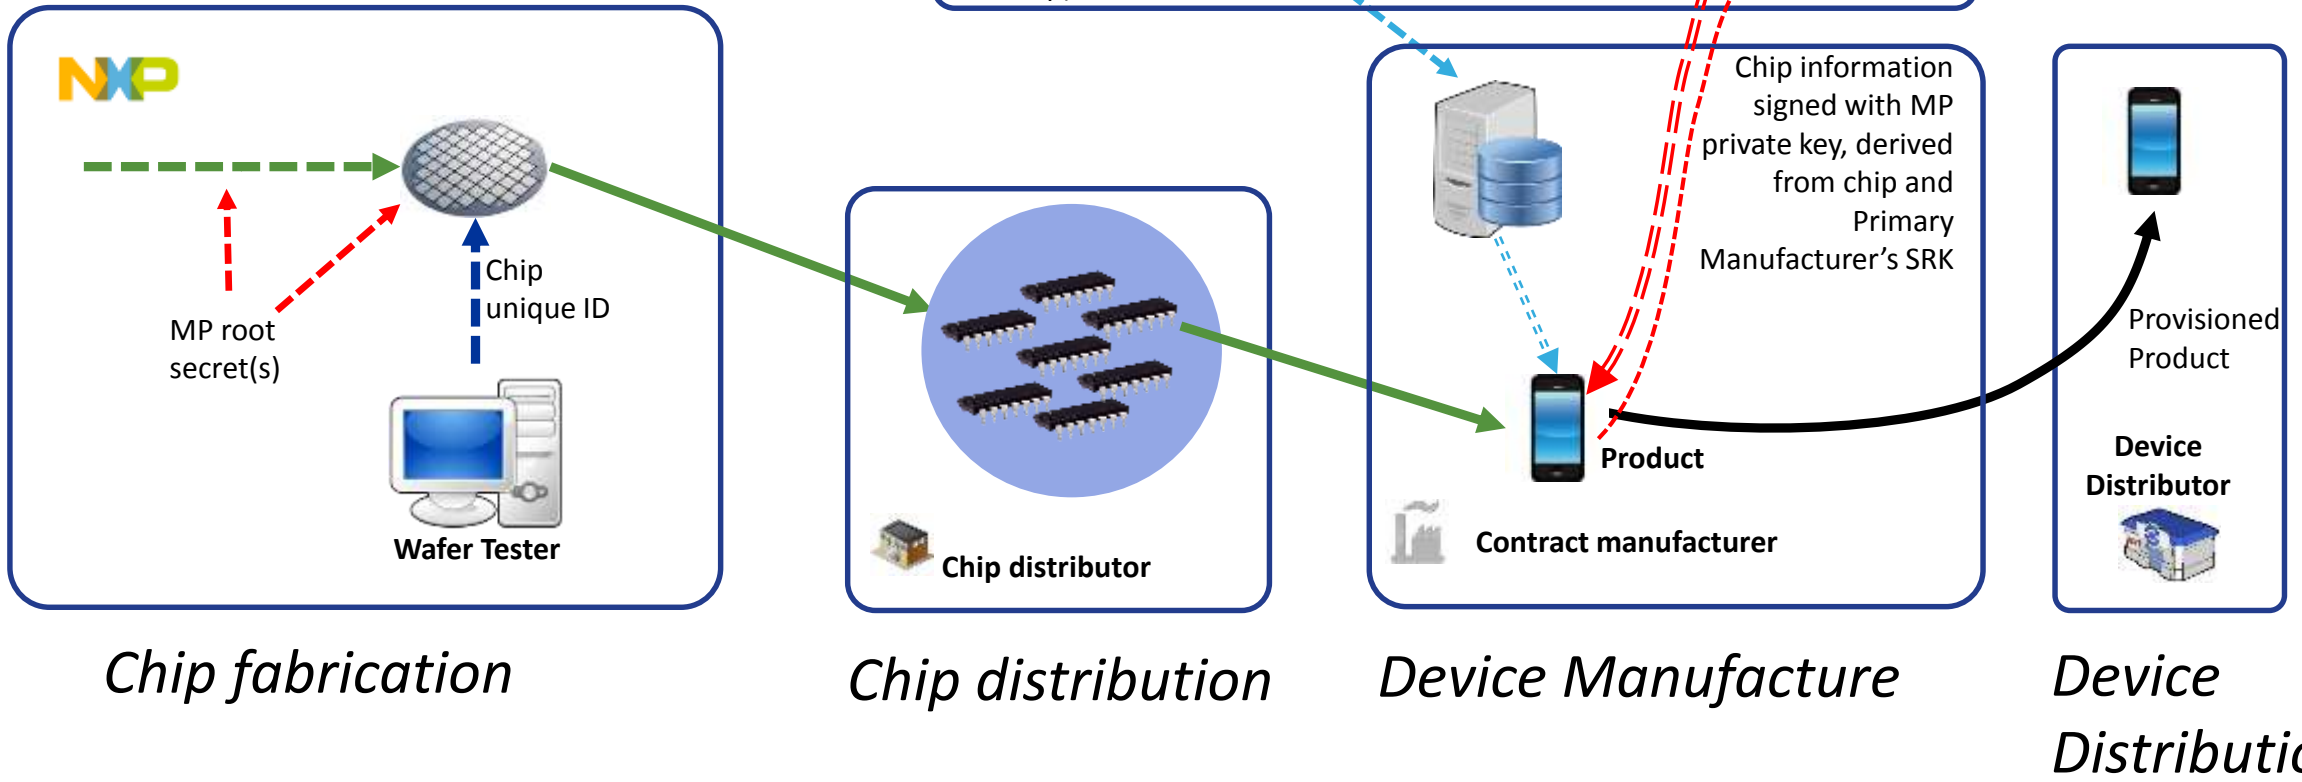 NXP
Chip
unique ID
MP root
secret(s)
Wafer Tester
Chip distributor
Chip information
signed with MP
private key, derived
from chip and
Primary
Manufacturer's SRK
Product
Contract manufacturer
Provisioned
Product
Device
Distributor
Chip fabrication
Chip distribution
Device Manufacture
Device
Distributio